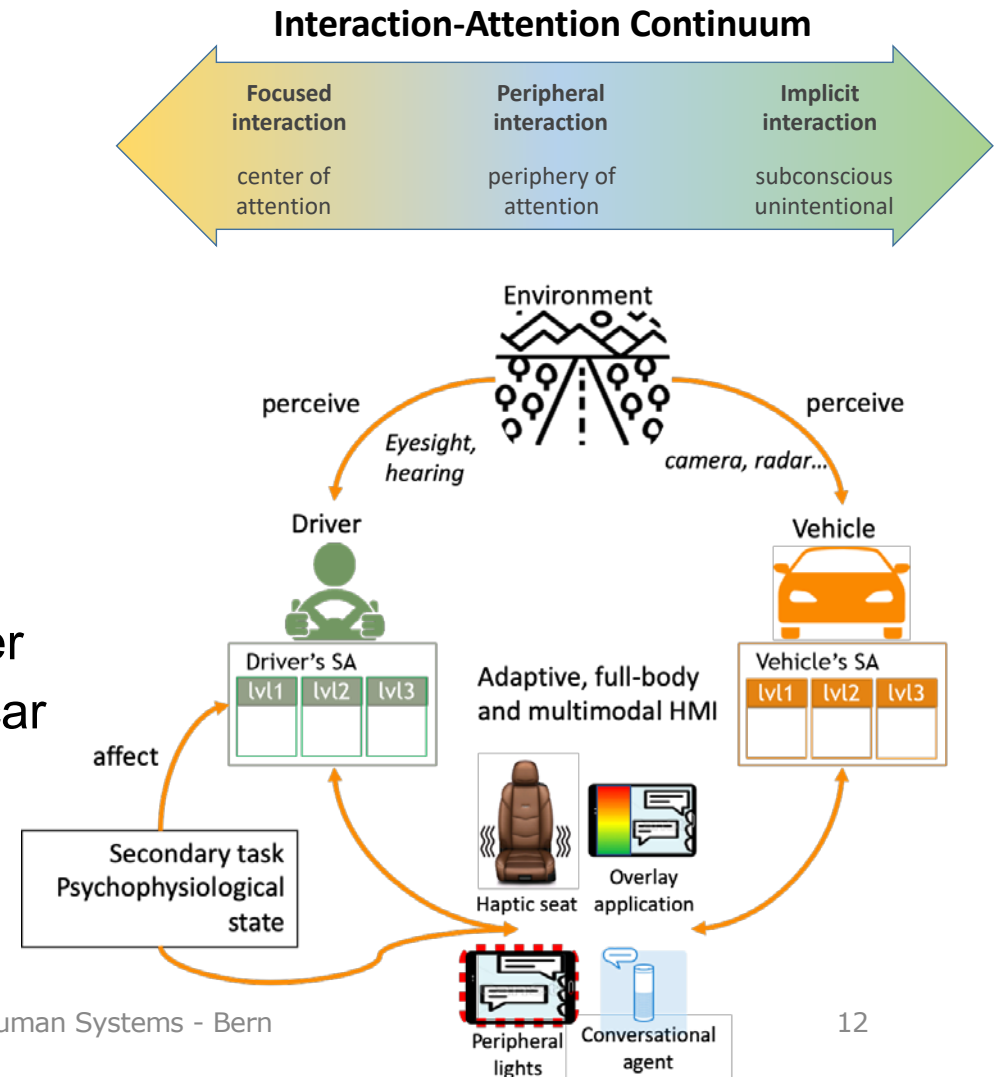 Interaction-Attention Continuum
Focused
interaction
center of
attention
Peripheral
interaction
periphery of
attention
Implicit
interaction
subconscious
unintentional
Environment
perceive
perceive
Eyesight,
hearing
camera, radar...
Driver
Vehicle
Driver's SA
lvl1 lvl2 lvl3
Vehicle's SA
lvl1 lvl2 lvl3
Adaptive, full-body
and multimodal HMI
affect
Secondary task
Psychophysiological
state
Haptic seat
Overlay
application
Peripheral
lights
Conversational
agent
Systems - Bern
12